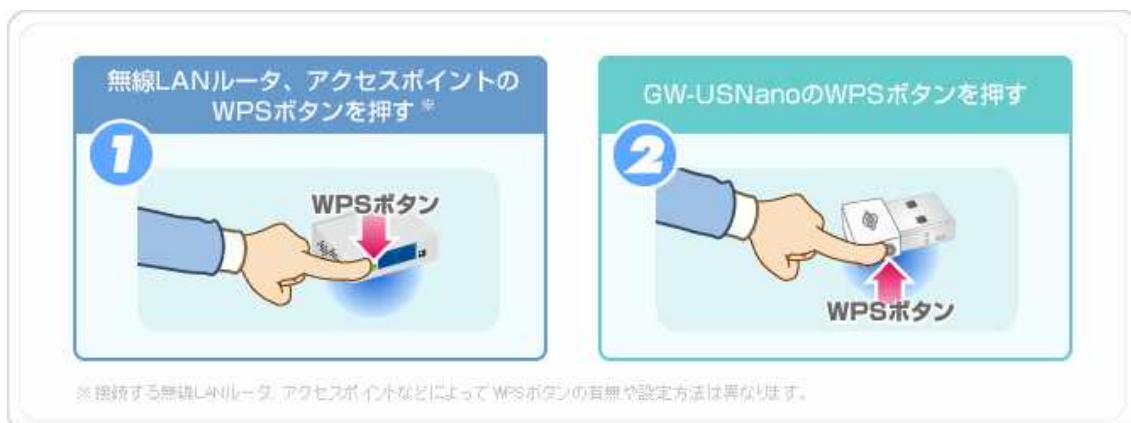 無線LANルータ、アクセスポイントの
WPSボタンを押す ※
1
WPSボタン
GW-USNanoのWPSボタンを押す
2
WPSボタン
※接続する無線LANルータ、アクセスポイントなどによってWPSボタンの有無や設定方法は異なります。